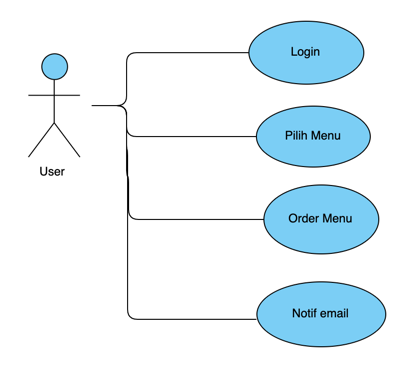 Login
Pilih Menu
User
Order Menu
Notif email